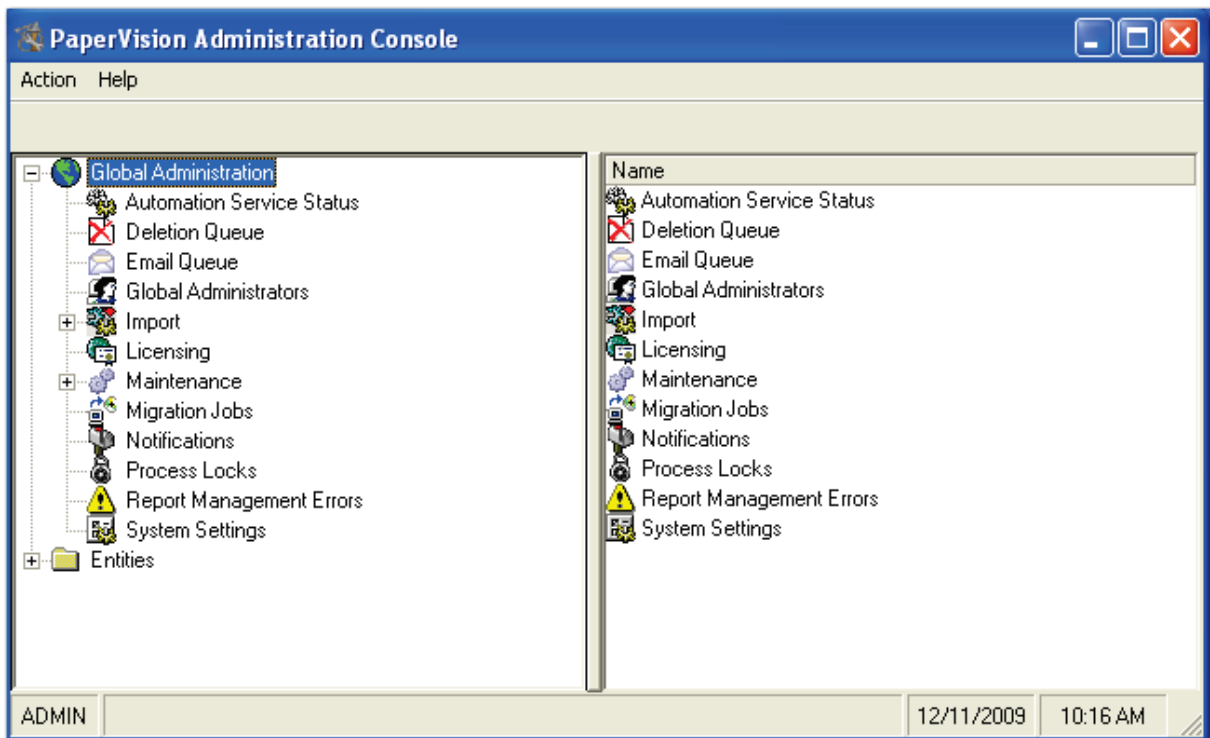 PaperVision Administration Console
Action Help
Global Administration
Automation Service Status
Deletion Queue
Email Queue
Global Administrators
Import
Licensing
Maintenance
Migration Jobs
Notifications
Process Locks
Report Management Errors
System Settings
Entities
Name
Automation Service Status
Deletion Queue
Email Queue
Global Administrators
Import
Licensing
Maintenance
Migration Jobs
Notifications
Process Locks
Report Management Errors
System Settings
ADMIN 12/11/2009 10:16 AM